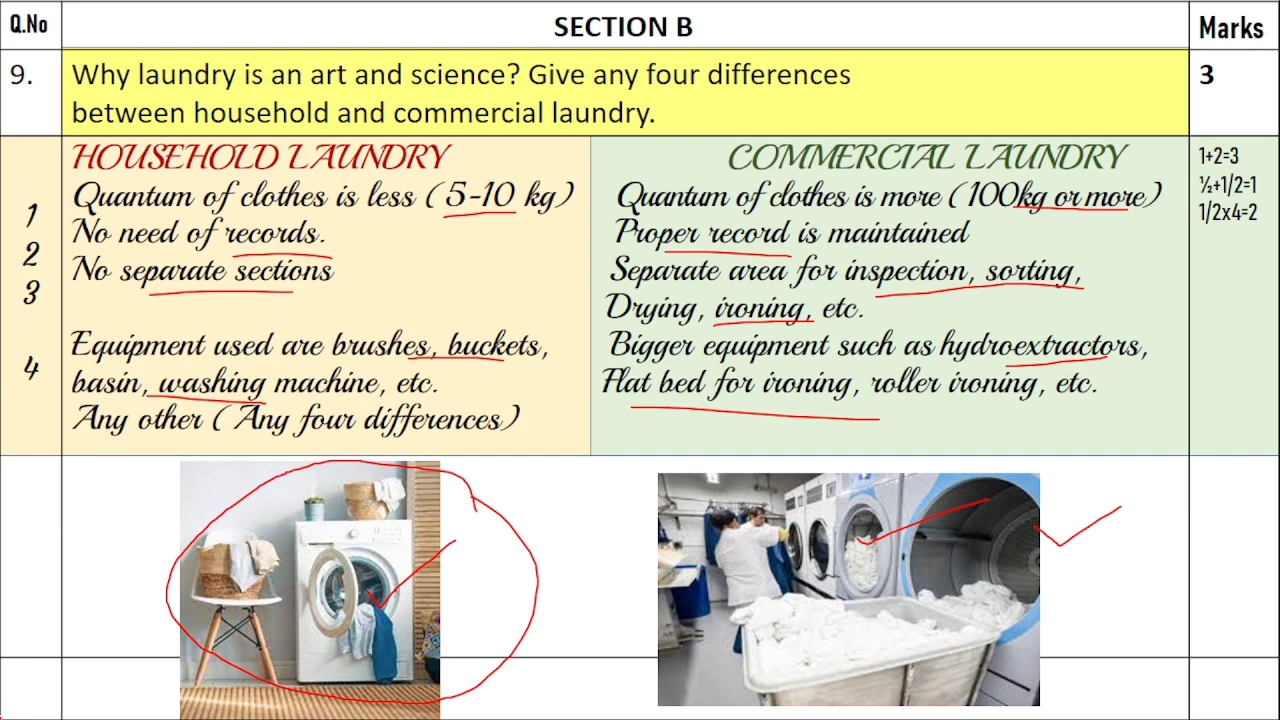 Q.No SECTION B Marks
9. Why laundry is an art and science? Give any four differences 3
between household and commercial laundry.
HOUSEHOLD LAUNDRY COMMERCIAL LAUNDRY 1+2=3
Quantum of clothes is less (5-10 kg) Quantum of clothes is more (100kg or more) ½+1/2=1
1 No need of records. Proper record is maintained 1/2x4=2
2 No separate sections Separate area for inspection, sorting,
3 Drying, ironing, etc.
4 Equipment used are brushes, buckets, Bigger equipment such as hydroextractors,
basin, washing machine, etc. Flat bed for ironing, roller ironing, etc.
Any other ( Any four differences)